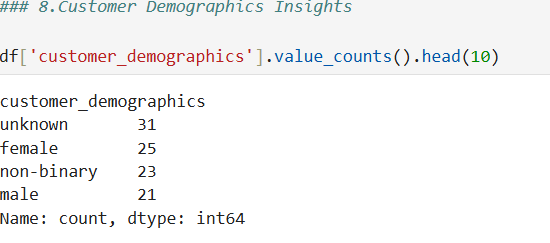 ### 8.Customer Demographics Insights
df['customer_demographics'].value_counts().head(10)
customer_demographics
unknown 31
female 25
non-binary 23
male 21
Name: count, dtype: int64